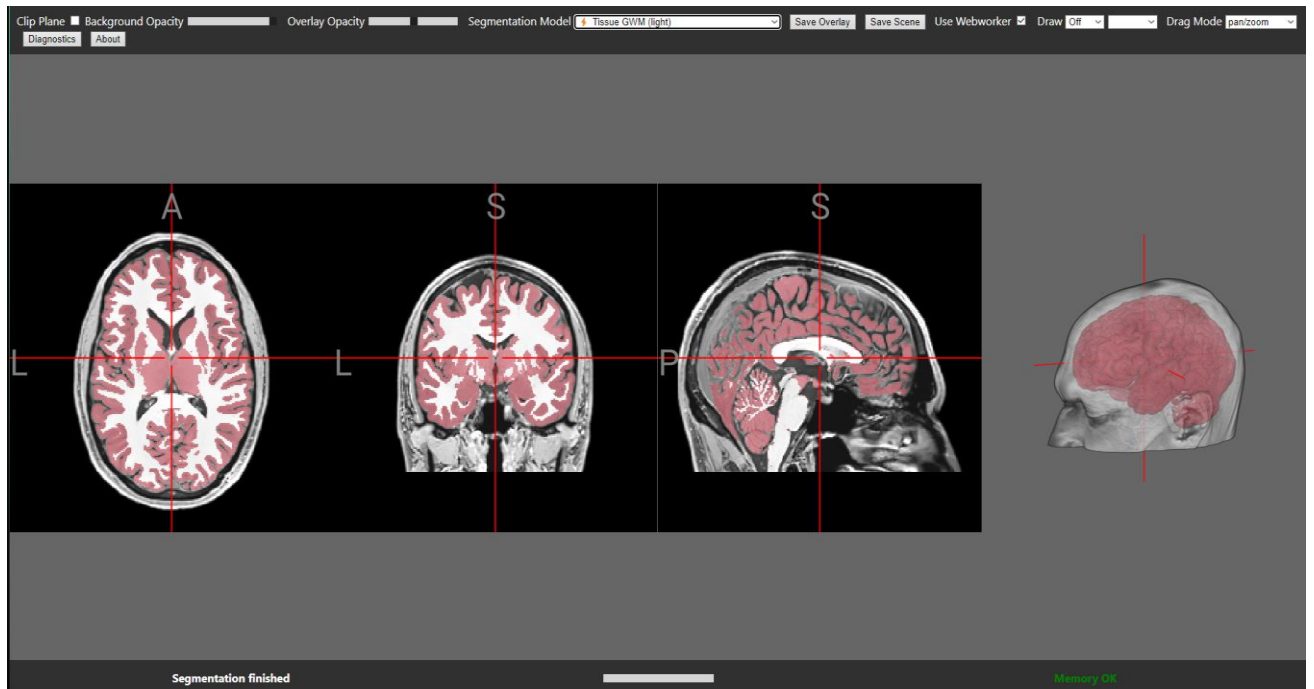 Clip Plane Background Opacity Overlay Opacity Segmentation Model Tissue GWM (light) Save Overlay Save Scene Use Webworker Draw Off Drag Mode pan/zoom
Diagnostics About
A S S
L L P
Segmentation finished Memory OK